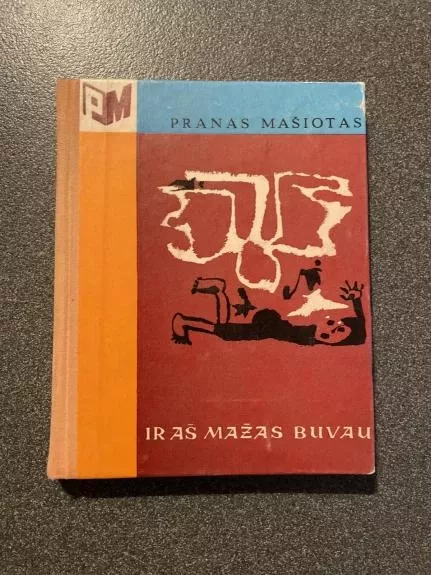 PM
PRANAS MAŠIOTAS
IR AŠ MAŽAS BUVAU